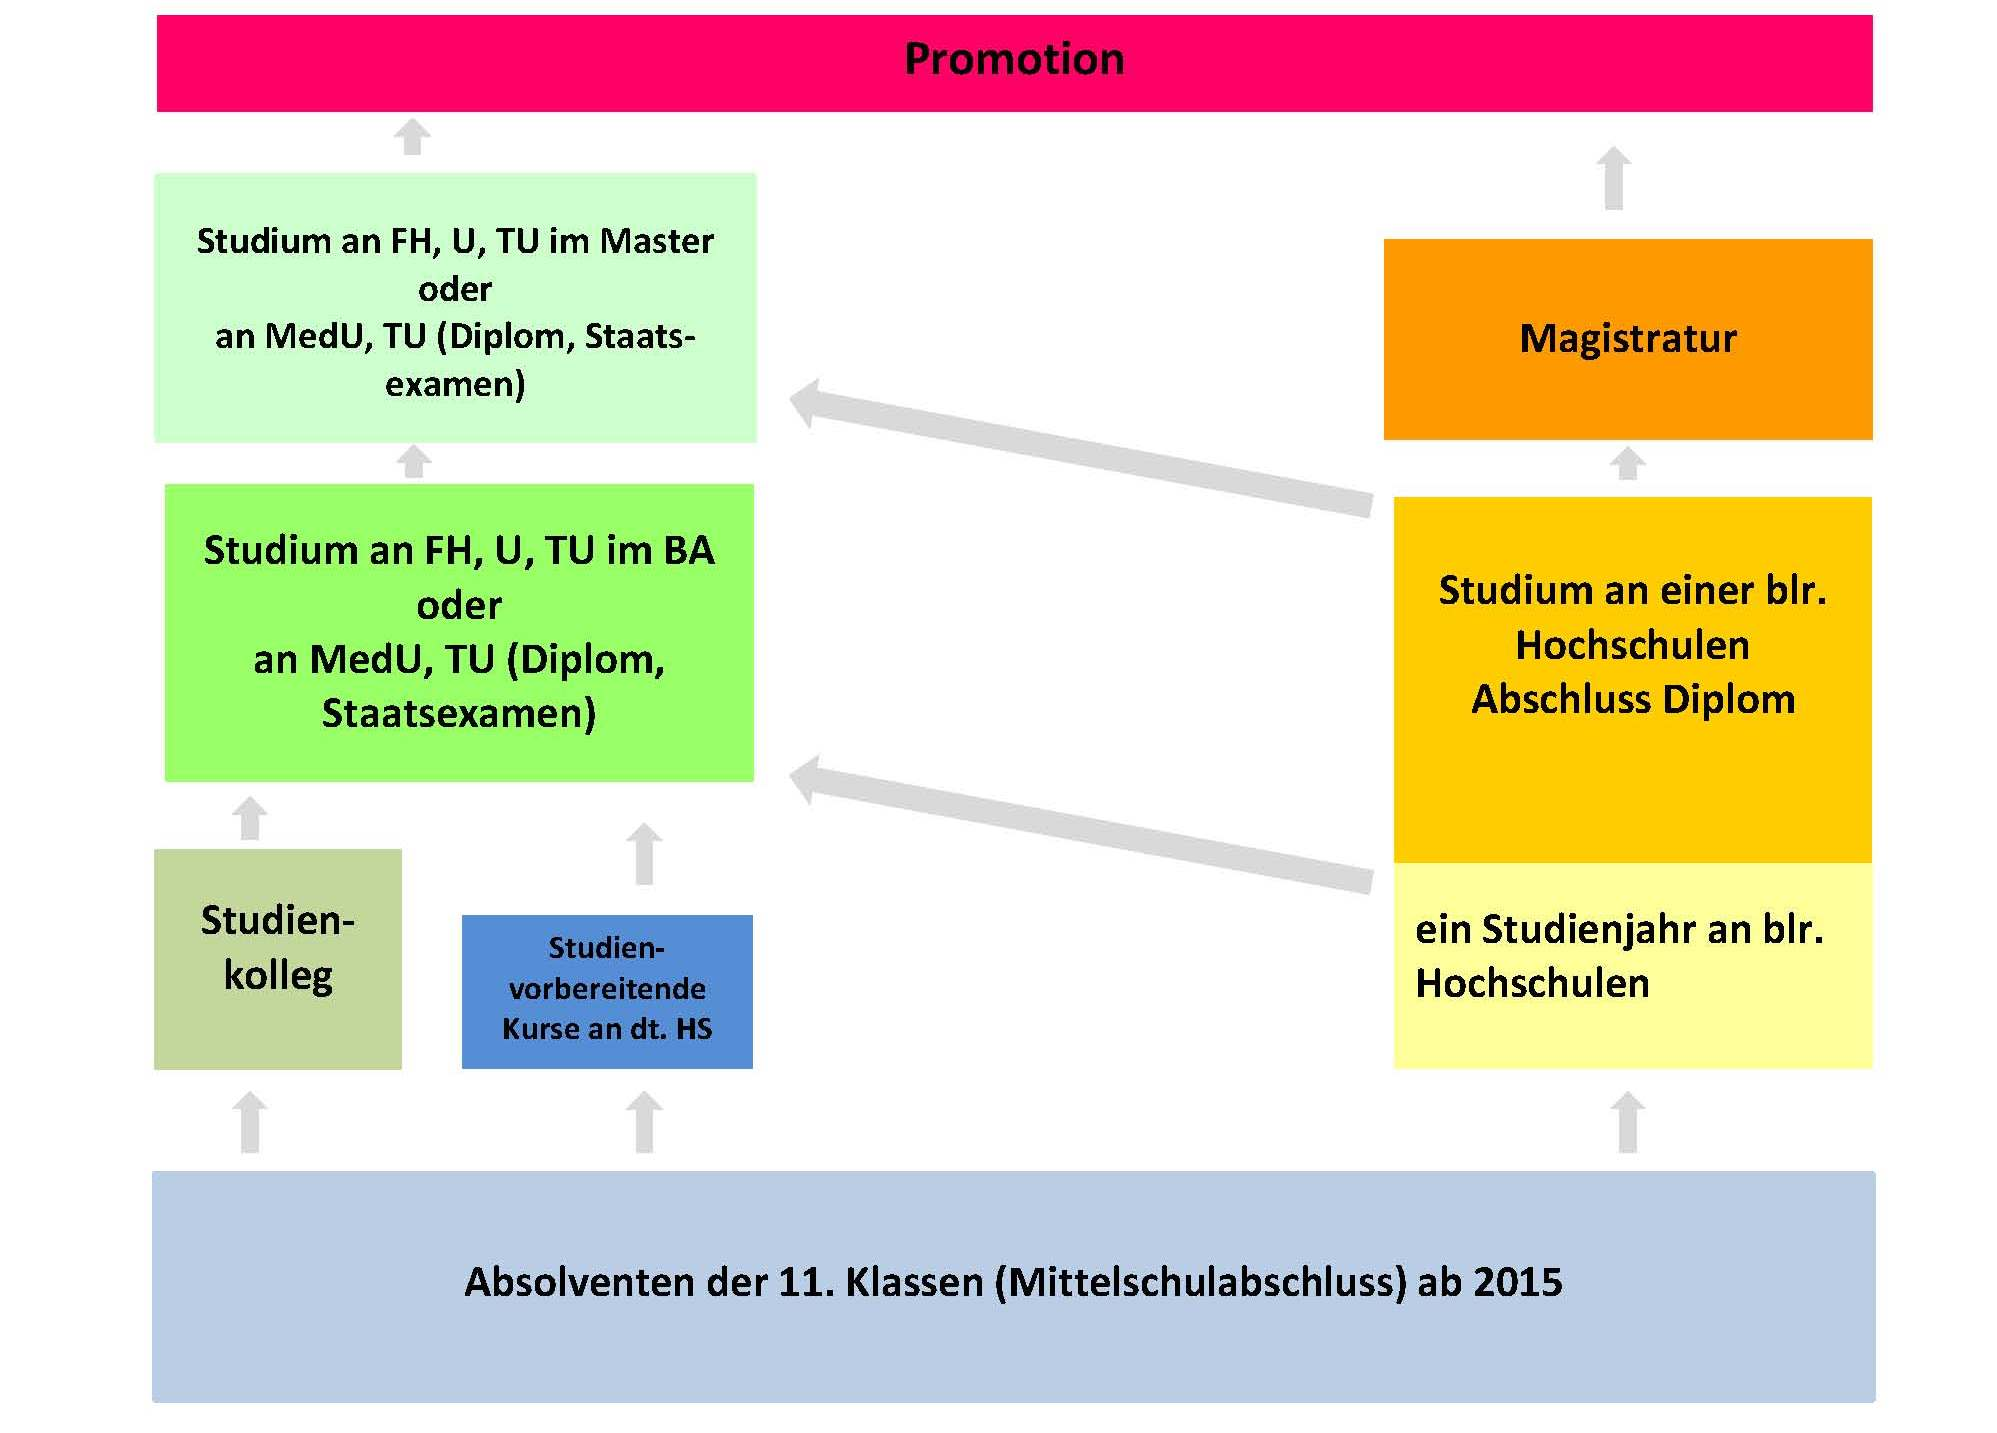 Promotion
Studium an FH, U, TU im Master
oder
an MedU, TU (Diplom, Staats-
examen)
Magistratur
Studium an FH, U, TU im BA
oder
an MedU, TU (Diplom,
Staatsexamen)
Studium an einer blr.
Hochschulen
Abschluss Diplom
Studien-
kolleg
Studien-
vorbereitende
Kurse an dt. HS
ein Studienjahr an blr.
Hochschulen
Absolventen der 11. Klassen (Mittelschulabschluss) ab 2015